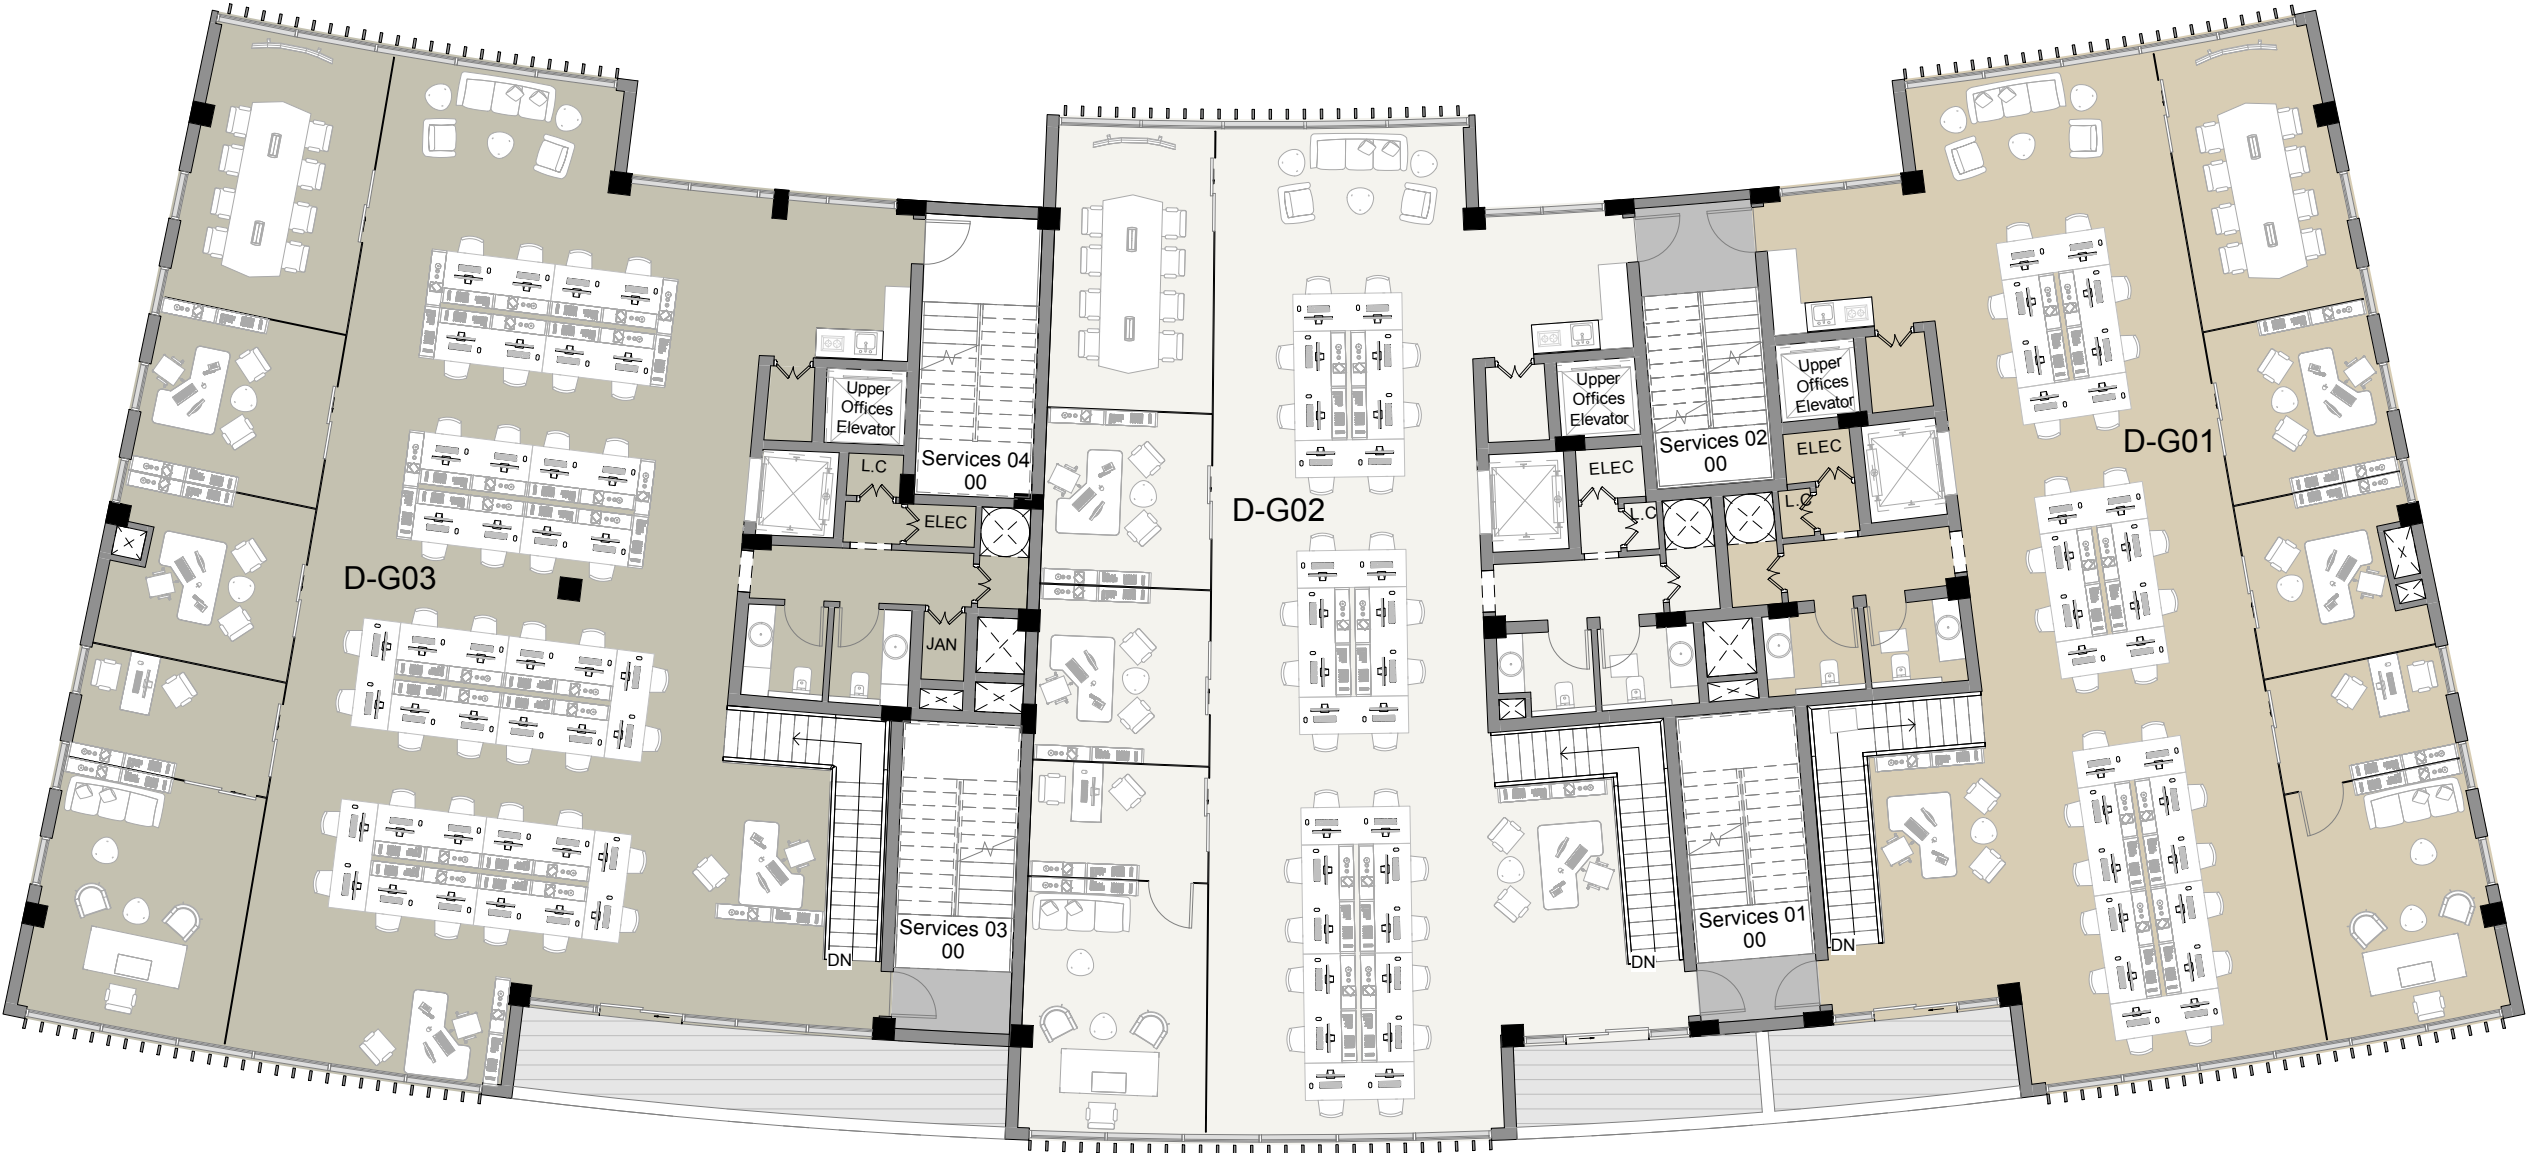 Upper
Offices
Elevator
Upper
Offices
Elevator
Upper
Offices
Elevator
Services 04
00
Services 02
00
D-G01
L.C
ELEC
ELEC
ELEC
L.C
L.C
D-G02
D-G03
JAN
Services 03
00
Services 01
00
DN
DN
DN